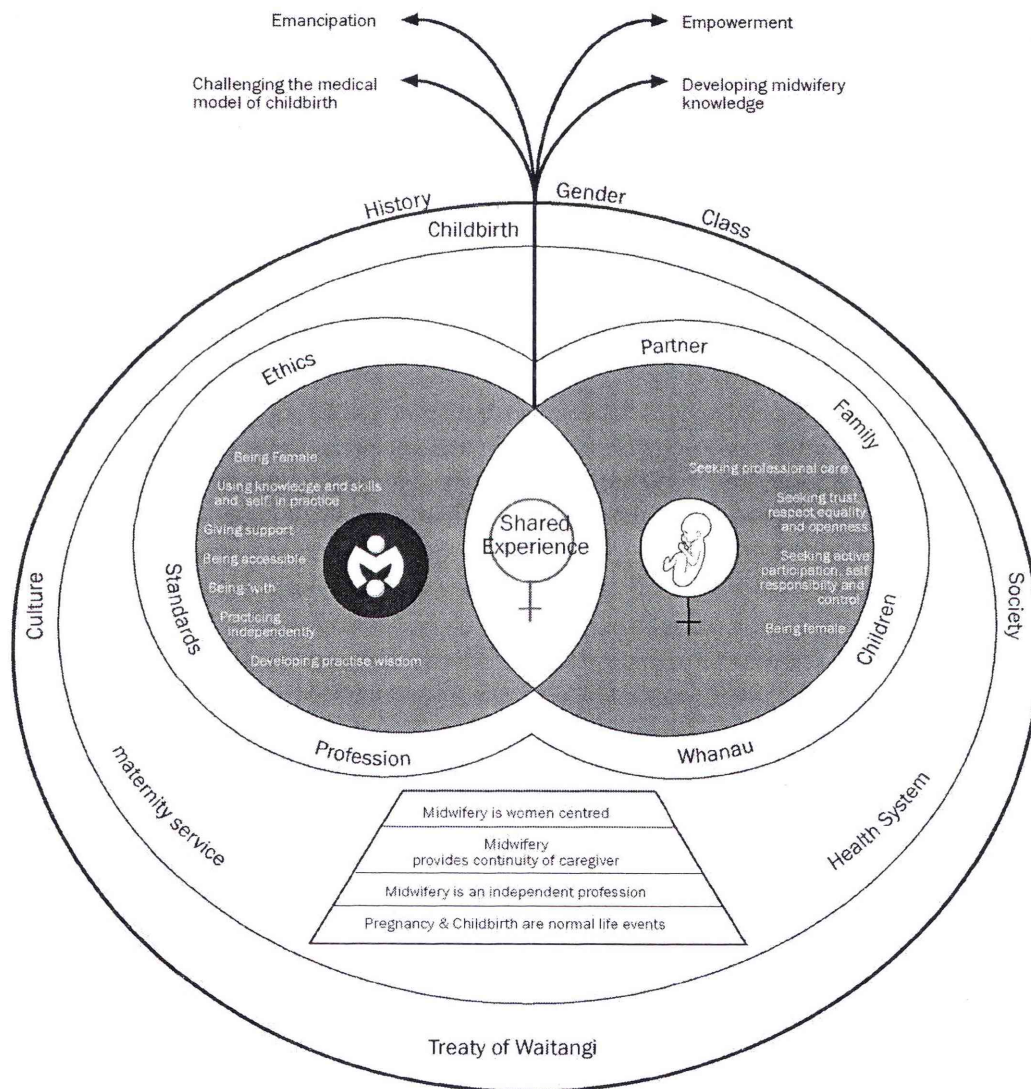 Emancipation
Empowerment
Challenging the medical
model of childbirth
Developing midwifery
knowledge
History
Gender
Class
Childbirth
Ethics
Partner
Family
Being Female
Using knowledge and skills
and 'self' in practice
Giving support
Being accessible
Being 'with'
Practicing
independently
Developing practise wisdom
Shared
Experience
Seeking professional care
Seeking trust,
respect equality
and openness
Seeking active
participation, self
responsibility and
control
Being female
Culture
Standards
Children
Society
Profession
Whanau
maternity service
Health System
Midwifery is women centred
Midwifery
provides continuity of caregiver
Midwifery is an independent profession
Pregnancy & Childbirth are normal life events
Treaty of Waitangi